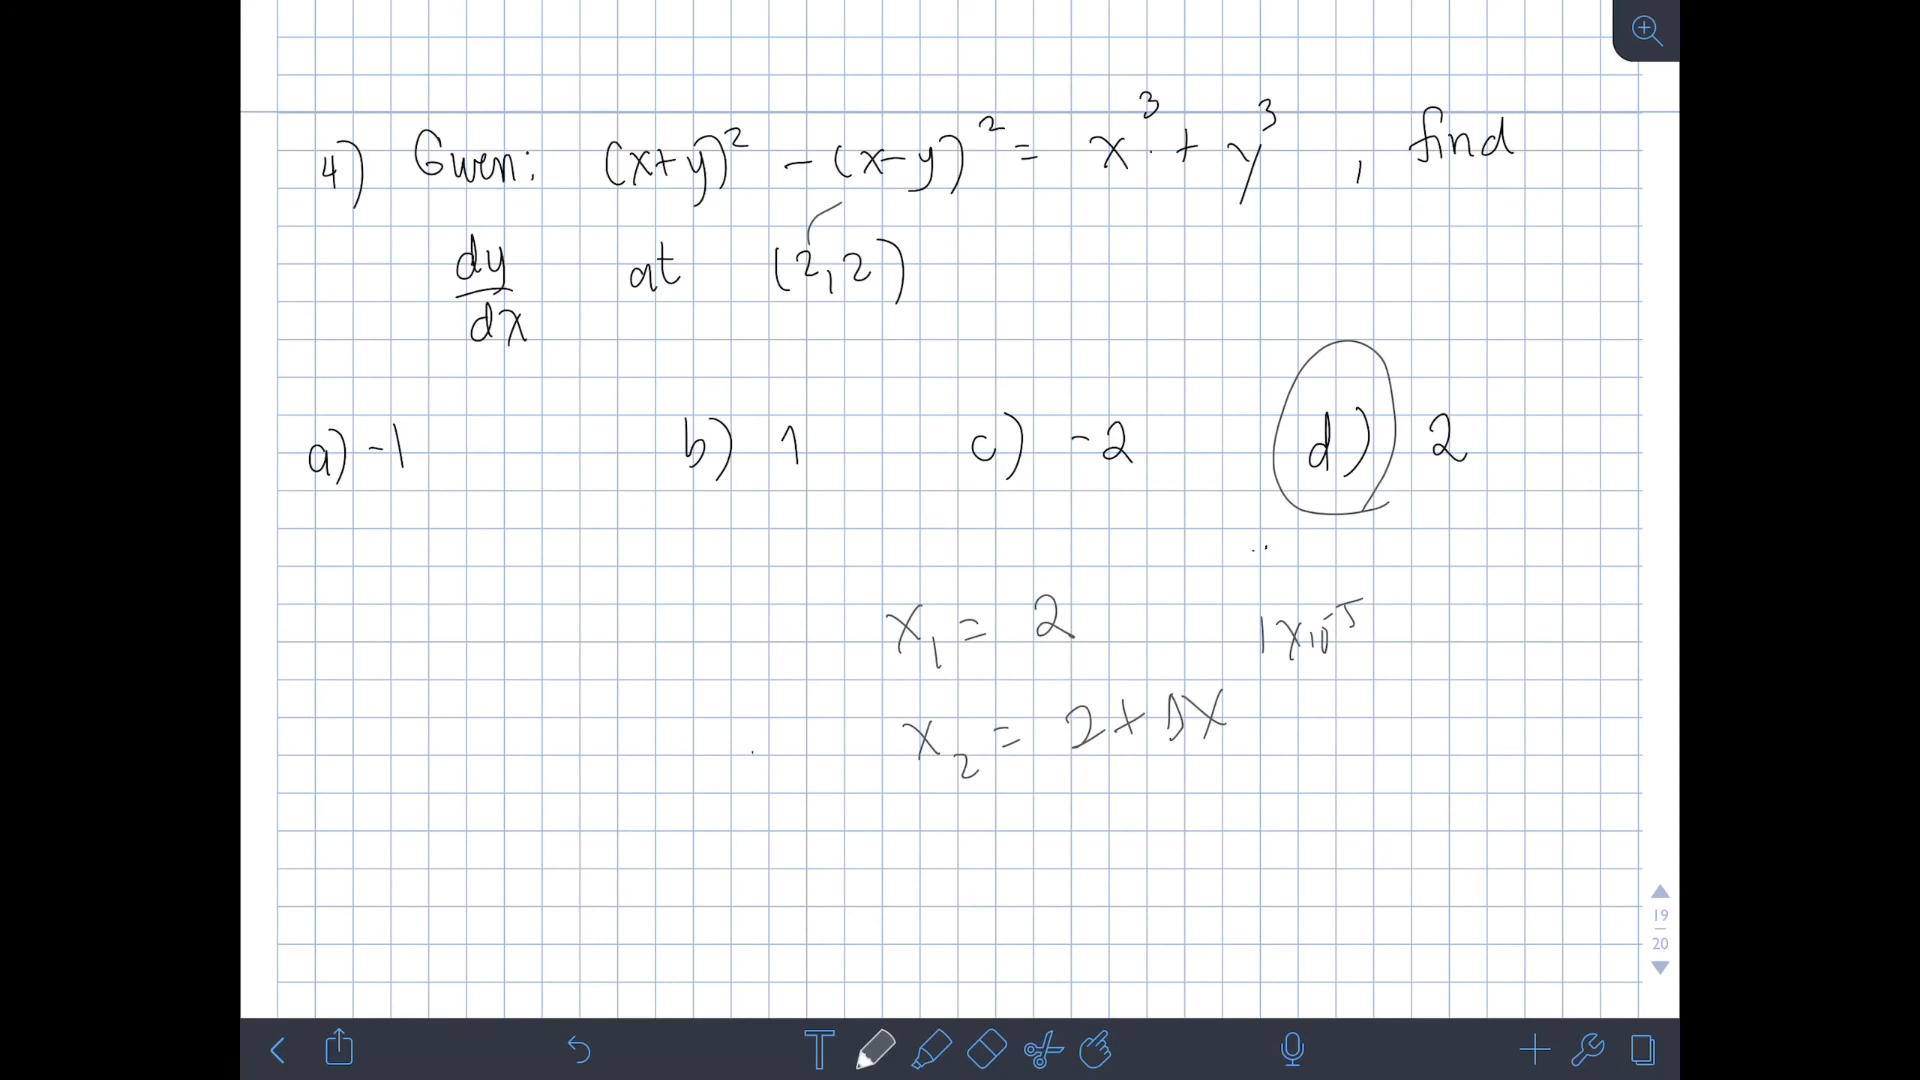 4) Given: (x+y)² - (x-y)² = x³ + y³ , find
dy/dx at (2,2)
a) -1 b) 1 c) -2 d) 2
x₁ = 2 1x10⁻⁵
x₂ = 2+Δx
19
20
T